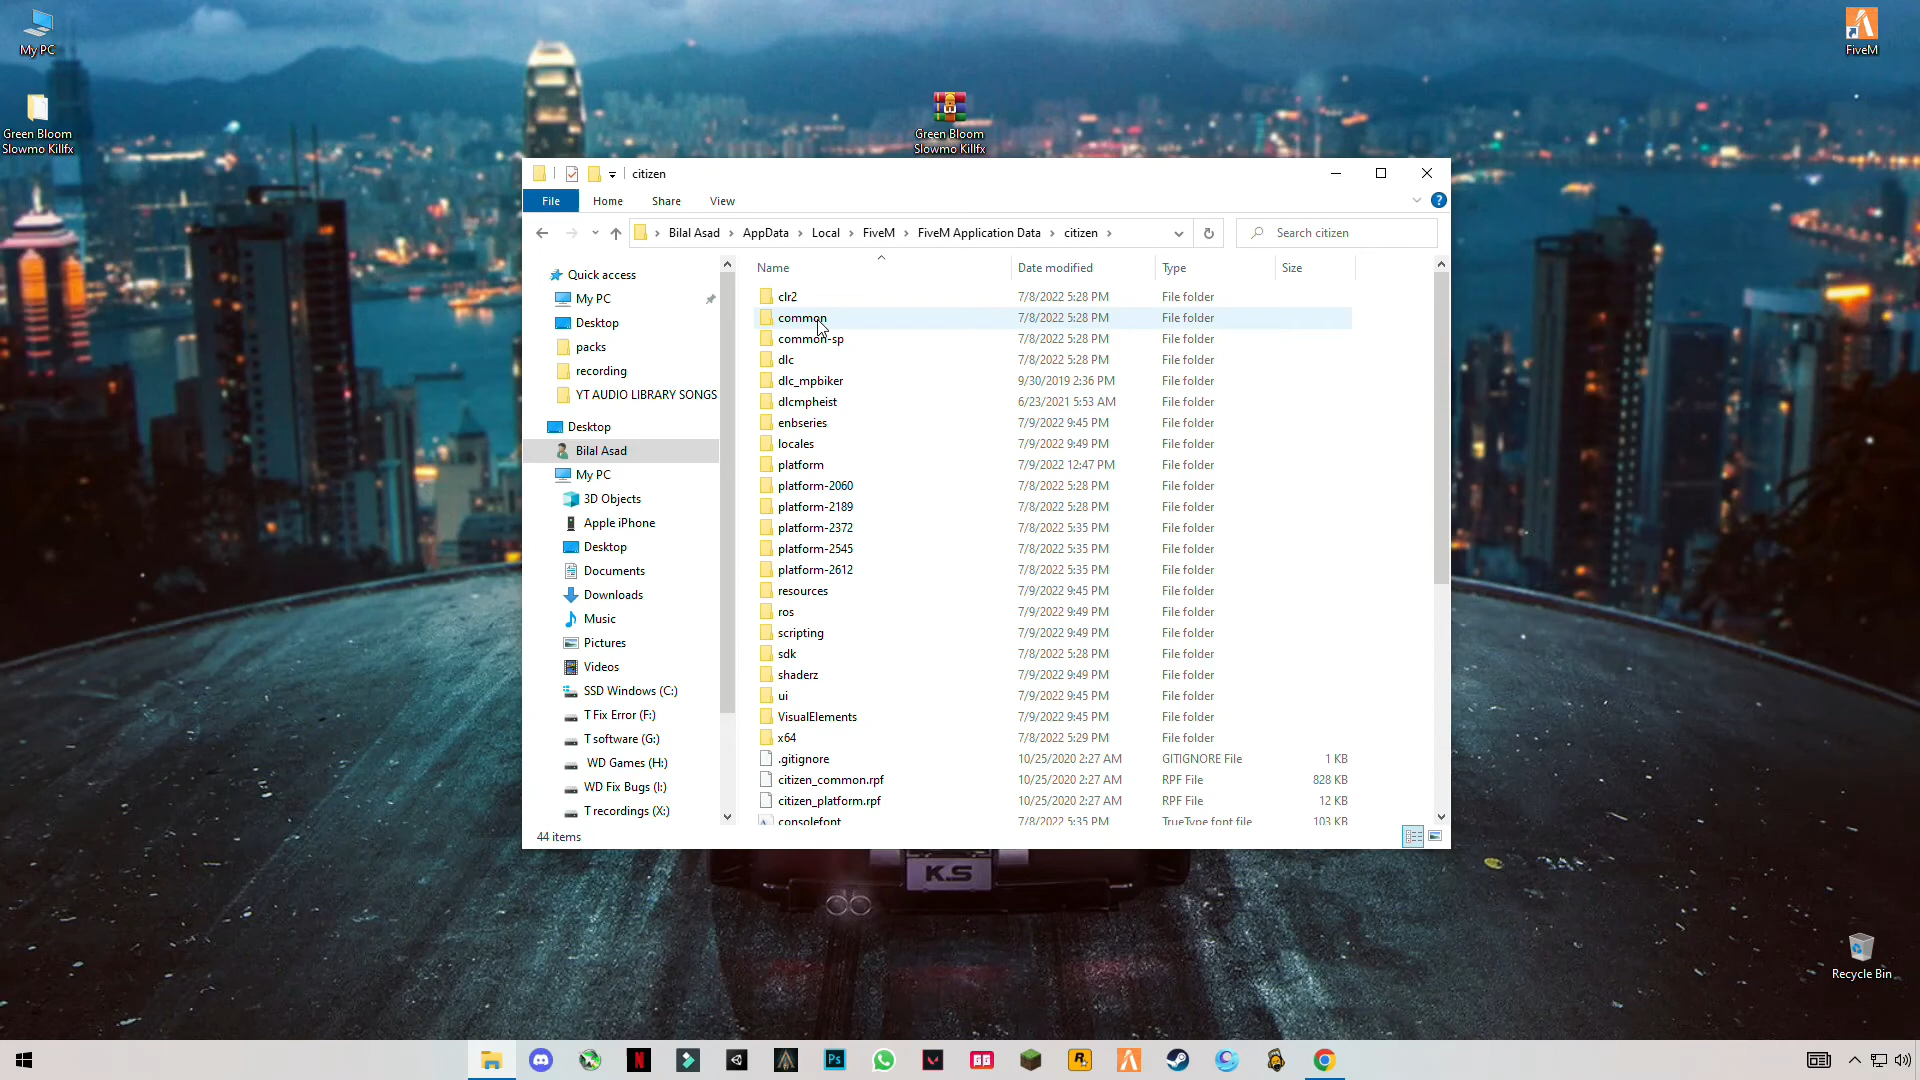 My PC
Green Bloom
Slowmo Killfx
Green Bloom
Slowmo Killfx
FiveM
citizen
File
Home
Share
View
Bilal Asad
AppData
Local
FiveM
FiveM Application Data
citizen
Search citizen
Quick access
My PC
Desktop
packs
recording
YT AUDIO LIBRARY SONGS
Desktop
Bilal Asad
My PC
3D Objects
Apple iPhone
Desktop
Documents
Downloads
Music
Pictures
Videos
SSD Windows (C:)
T Fix Error (F:)
T software (G:)
WD Games (H:)
WD Fix Bugs (I:)
T recordings (X:)
Name Date modified Type Size
clr2 7/8/2022 5:28 PM File folder
common 7/8/2022 5:28 PM File folder
common-sp 7/8/2022 5:28 PM File folder
dlc 7/8/2022 5:28 PM File folder
dlc_mpbiker 9/30/2019 2:36 PM File folder
dlcmpheist 6/23/2021 5:53 AM File folder
enbseries 7/9/2022 9:45 PM File folder
locales 7/9/2022 9:49 PM File folder
platform 7/9/2022 12:47 PM File folder
platform-2060 7/8/2022 5:28 PM File folder
platform-2189 7/8/2022 5:28 PM File folder
platform-2372 7/8/2022 5:35 PM File folder
platform-2545 7/8/2022 5:35 PM File folder
platform-2612 7/8/2022 5:35 PM File folder
resources 7/9/2022 9:45 PM File folder
ros 7/9/2022 9:49 PM File folder
scripting 7/9/2022 9:49 PM File folder
sdk 7/8/2022 5:28 PM File folder
shaderz 7/9/2022 9:49 PM File folder
ui 7/9/2022 9:45 PM File folder
VisualElements 7/9/2022 9:45 PM File folder
x64 7/8/2022 5:29 PM File folder
.gitignore 10/25/2020 2:27 AM GITIGNORE File 1 KB
citizen_common.rpf 10/25/2020 2:27 AM RPF File 828 KB
citizen_platform.rpf 10/25/2020 2:27 AM RPF File 12 KB
consolefont 7/8/2022 5:35 PM TrueType font file 103 KB
44 items
K.S
Recycle Bin
Ps